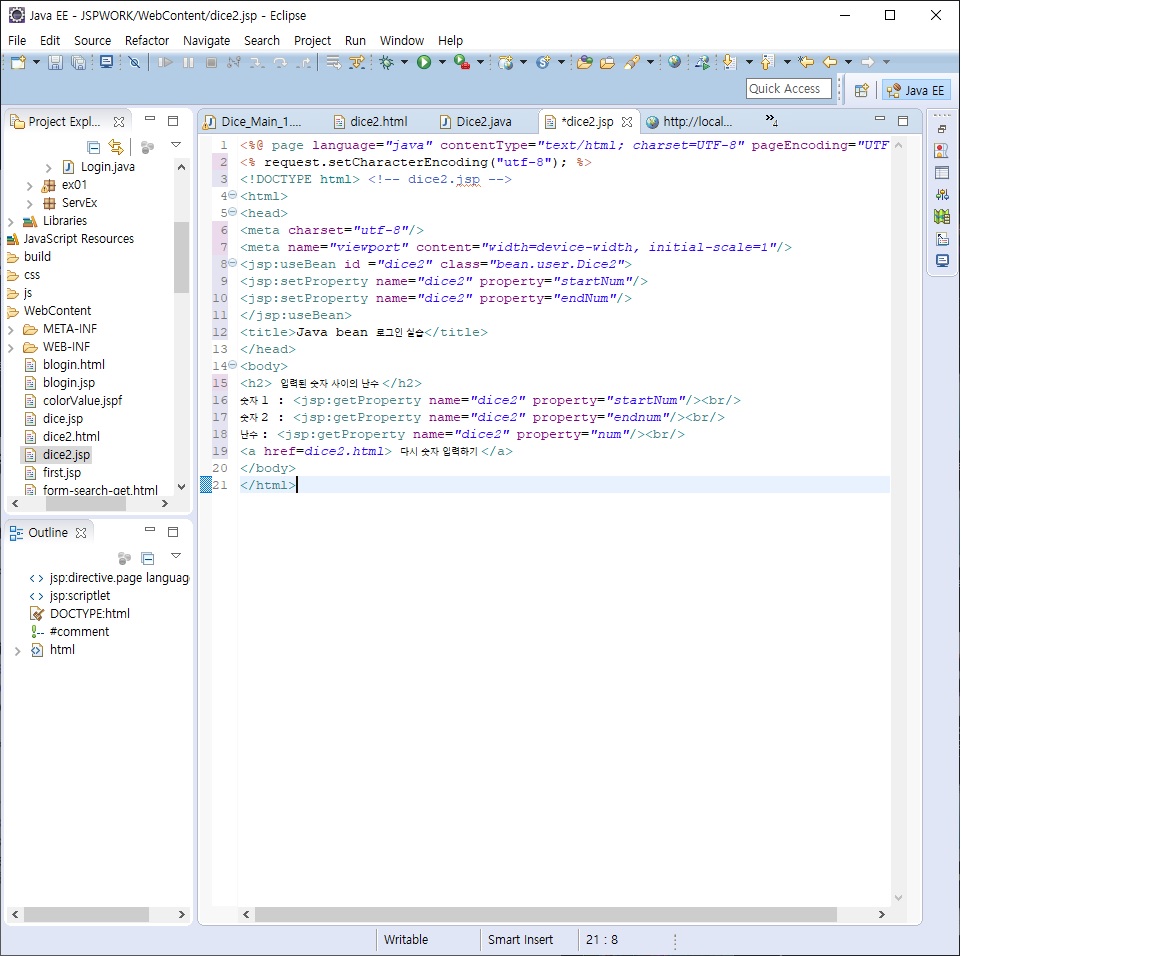 Java EE - JSPWORK/WebContent/dice2.jsp - Eclipse
File Edit Source Refactor Navigate Search Project Run Window Help
Quick Access
Java EE
Project Expl...
Login.java
ex01
ServEx
Libraries
JavaScript Resources
build
css
js
WebContent
META-INF
WEB-INF
blogin.html
blogin.jsp
colorValue.jspf
dice.jsp
dice2.html
dice2.jsp
first.jsp
form-search-get.html
Outline
jsp:directive.page languag
jsp:scriptlet
DOCTYPE:html
#comment
html
Dice_Main_1.... dice2.html Dice2.java *dice2.jsp http://local... »4
1 <%@ page language="java" contentType="text/html; charset=UTF-8" pageEncoding="UTF
2 <% request.setCharacterEncoding("utf-8"); %>
3 <!DOCTYPE html> <!-- dice2.jsp -->
4 <html>
5 <head>
6 <meta charset="utf-8"/>
7 <meta name="viewport" content="width=device-width, initial-scale=1"/>
8 <jsp:useBean id ="dice2" class="bean.user.Dice2">
9 <jsp:setProperty name="dice2" property="startNum"/>
10 <jsp:setProperty name="dice2" property="endNum"/>
11 </jsp:useBean>
12 <title>Java bean 로그인 실습</title>
13 </head>
14 <body>
15 <h2> 입력된 숫자 사이의 난수 </h2>
16 숫자1 : <jsp:getProperty name="dice2" property="startNum"/><br/>
17 숫자2 : <jsp:getProperty name="dice2" property="endnum"/><br/>
18 난수 : <jsp:getProperty name="dice2" property="num"/><br/>
19 <a href=dice2.html> 다시 숫자 입력하기 </a>
20 </body>
21 </html>
Writable Smart Insert 21 : 8